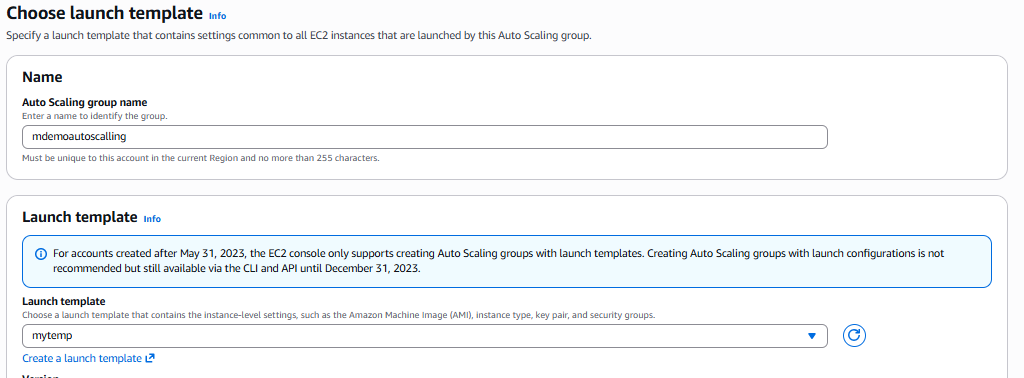 Choose launch template Info
Specify a launch template that contains settings common to all EC2 instances that are launched by this Auto Scaling group.
Name
Auto Scaling group name
Enter a name to identify the group.
mdemoautoscalling
Must be unique to this account in the current Region and no more than 255 characters.
Launch template Info
For accounts created after May 31, 2023, the EC2 console only supports creating Auto Scaling groups with launch templates. Creating Auto Scaling groups with launch configurations is not
recommended but still available via the CLI and API until December 31, 2023.
Launch template
Choose a launch template that contains the instance-level settings, such as the Amazon Machine Image (AMI), instance type, key pair, and security groups.
mytemp
Create a launch template
Version